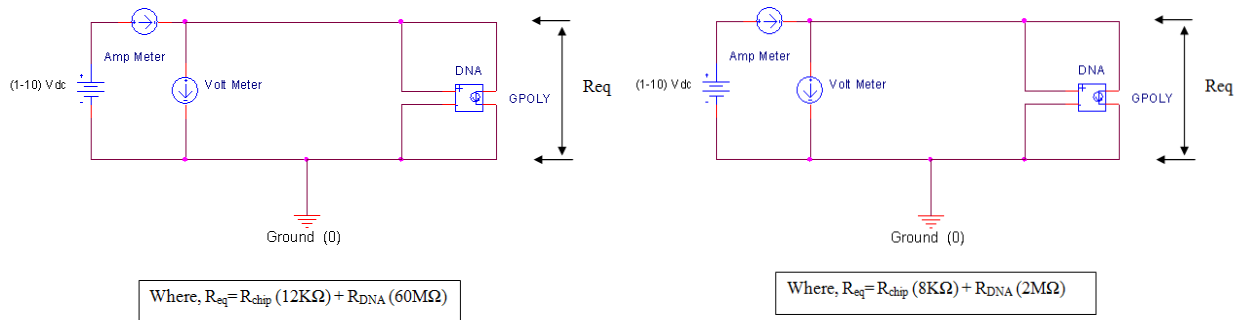 Amp Meter
(1-10) Vdc
+
-
Volt Meter
DNA
+
-
GPOLY
Req
Ground (0)
Where, Req= Rchip (12KΩ) + RDNA (60MΩ)
Amp Meter
(1-10) Vdc
+
-
Volt Meter
DNA
+
-
GPOLY
Req
Ground (0)
Where, Req= Rchip (8KΩ) + RDNA (2MΩ)